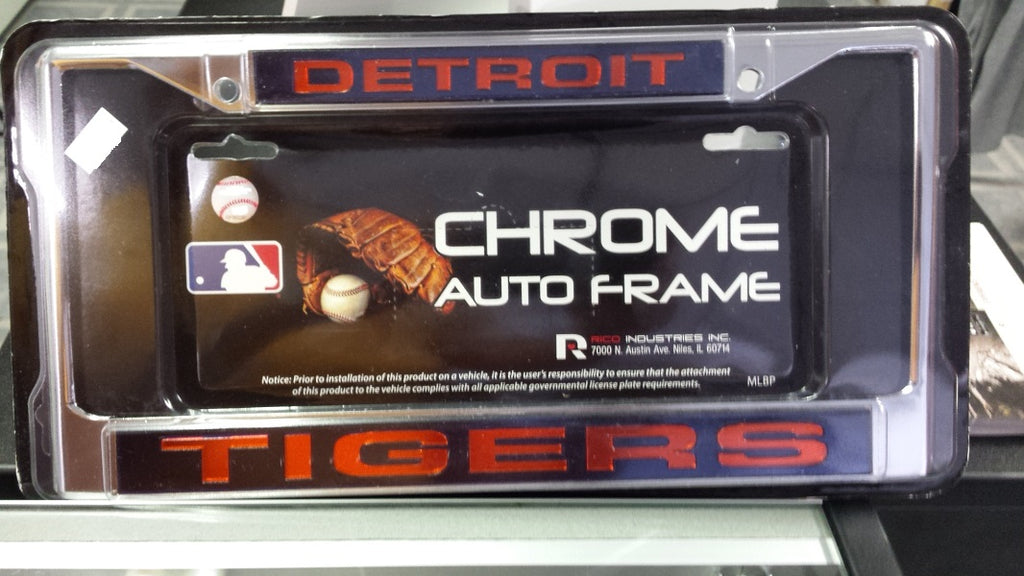 DETROIT
CHROME
AUTO FRAME
R RICO INDUSTRIES INC.
7000 N. Austin Ave. Niles, IL 60714
Notice: Prior to installation of this product on a vehicle, it is the user's responsibility to ensure that the attachment
of this product to the vehicle complies with all applicable governmental license plate requirements.
MLBP
TIGERS